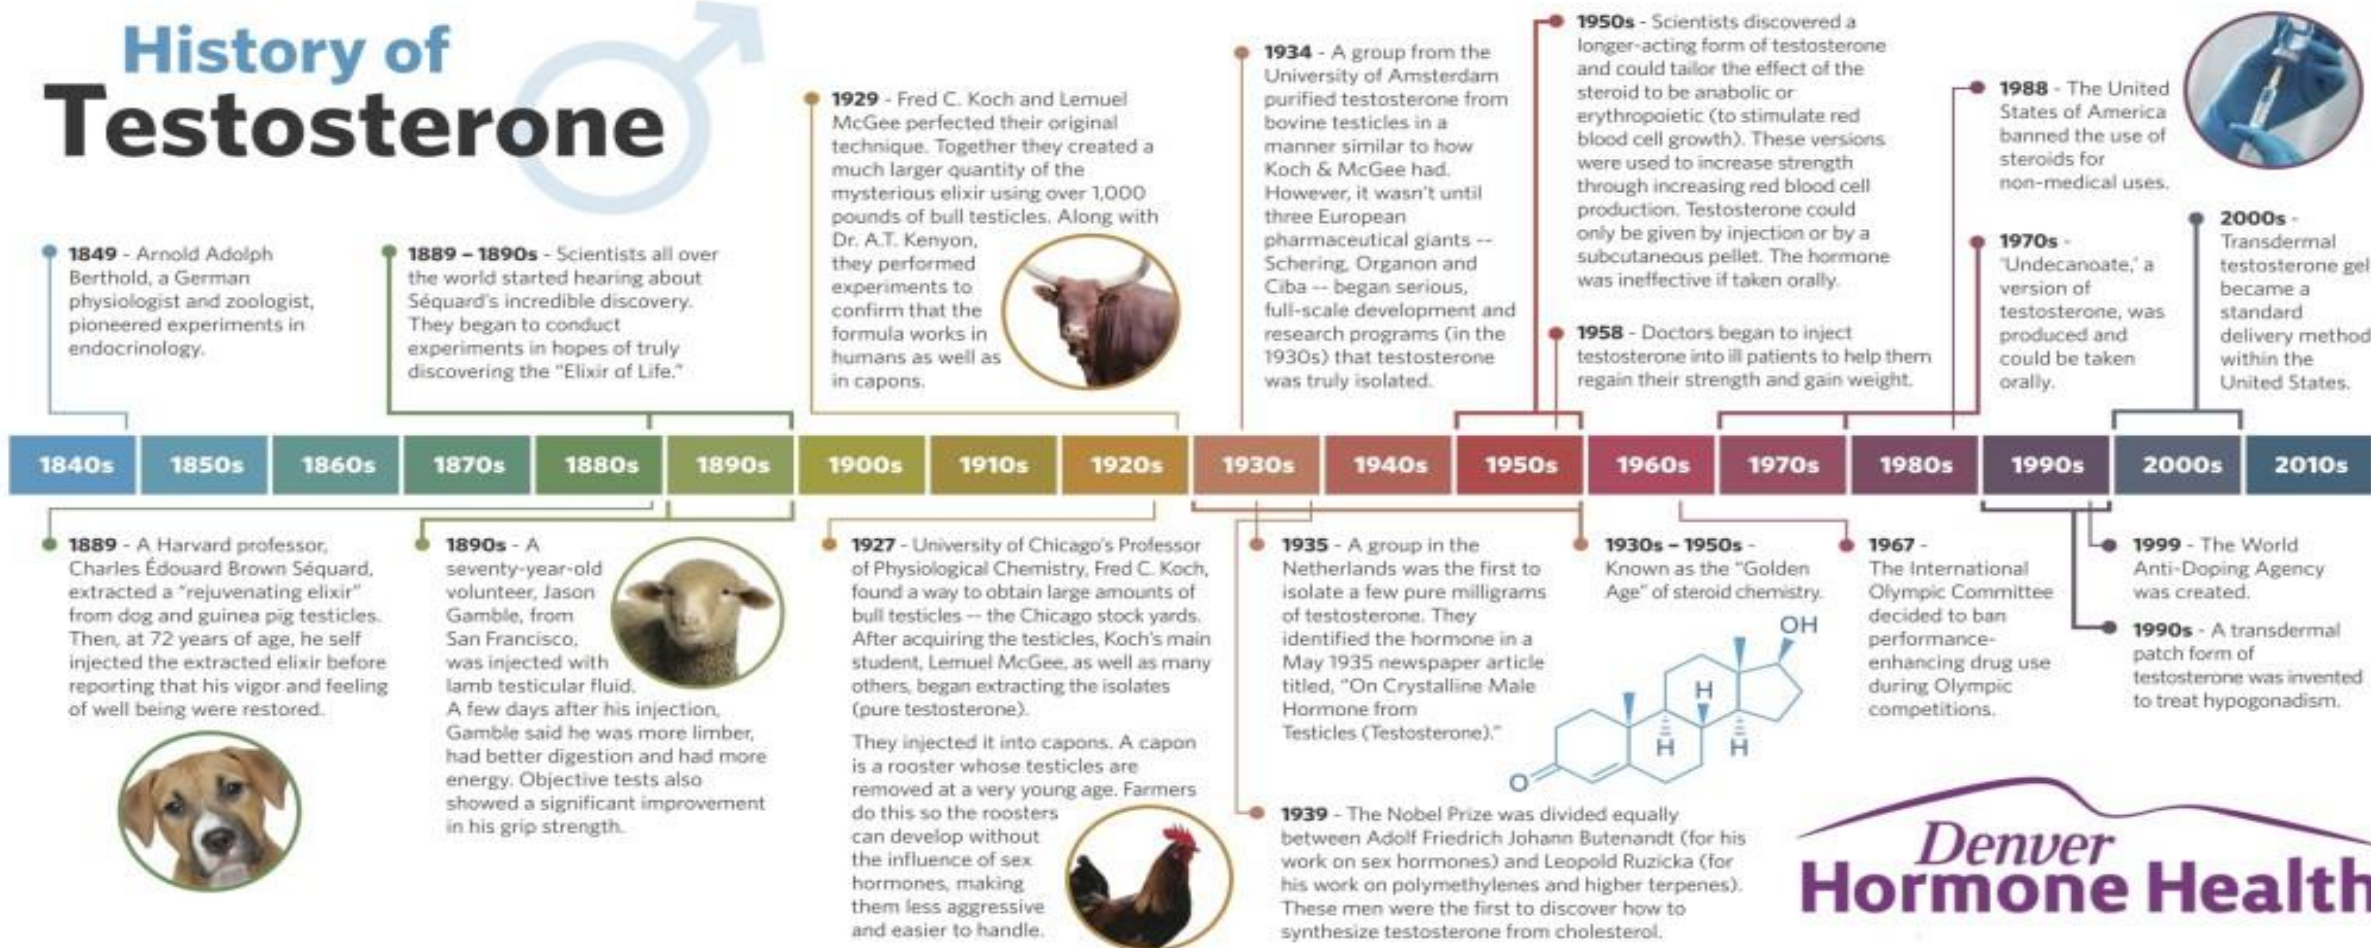 History of
Testosterone
1849 - Arnold Adolph
Berthold, a German
physiologist and zoologist,
pioneered experiments in
endocrinology.
1889 – 1890s - Scientists all over
the world started hearing about
Séquard's incredible discovery.
They began to conduct
experiments in hopes of truly
discovering the "Elixir of Life."
1929 - Fred C. Koch and Lemuel
McGee perfected their original
technique. Together they created a
much larger quantity of the
mysterious elixir using over 1,000
pounds of bull testicles. Along with
Dr. A.T. Kenyon,
they performed
experiments to
confirm that the
formula works in
humans as well as
in capons.
1934 - A group from the
University of Amsterdam
purified testosterone from
bovine testicles in a
manner similar to how
Koch & McGee had.
However, it wasn't until
three European
pharmaceutical giants --
Schering, Organon and
Ciba -- began serious,
full-scale development and
research programs (in the
1930s) that testosterone
was truly isolated.
1950s - Scientists discovered a
longer-acting form of testosterone
and could tailor the effect of the
steroid to be anabolic or
erythropoietic (to stimulate red
blood cell growth). These versions
were used to increase strength
through increasing red blood cell
production. Testosterone could
only be given by injection or by a
subcutaneous pellet. The hormone
was ineffective if taken orally.
1958 - Doctors began to inject
testosterone into ill patients to help them
regain their strength and gain weight.
1988 - The United
States of America
banned the use of
steroids for
non-medical uses.
1970s -
'Undecanoate,' a
version of
testosterone, was
produced and
could be taken
orally.
2000s -
Transdermal
testosterone gel
became a
standard
delivery method
within the
United States.
1840s 1850s 1860s 1870s 1880s 1890s 1900s 1910s 1920s 1930s 1940s 1950s 1960s 1970s 1980s 1990s 2000s 2010s
1889 - A Harvard professor,
Charles Édouard Brown Séquard,
extracted a "rejuvenating elixir"
from dog and guinea pig testicles.
Then, at 72 years of age, he self
injected the extracted elixir before
reporting that his vigor and feeling
of well being were restored.
1890s - A
seventy-year-old
volunteer, Jason
Gamble, from
San Francisco,
was injected with
lamb testicular fluid.
A few days after his injection,
Gamble said he was more limber,
had better digestion and had more
energy. Objective tests also
showed a significant improvement
in his grip strength.
1927 - University of Chicago's Professor
of Physiological Chemistry, Fred C. Koch,
found a way to obtain large amounts of
bull testicles -- the Chicago stock yards.
After acquiring the testicles, Koch's main
student, Lemuel McGee, as well as many
others, began extracting the isolates
(pure testosterone).
They injected it into capons. A capon
is a rooster whose testicles are
removed at a very young age. Farmers
do this so the roosters
can develop without
the influence of sex
hormones, making
them less aggressive
and easier to handle.
1935 - A group in the
Netherlands was the first to
isolate a few pure milligrams
of testosterone. They
identified the hormone in a
May 1935 newspaper article
titled, "On Crystalline Male
Hormone from
Testicles (Testosterone)."
1939 - The Nobel Prize was divided equally
between Adolf Friedrich Johann Butenandt (for his
work on sex hormones) and Leopold Ruzicka (for
his work on polymethylenes and higher terpenes).
These men were the first to discover how to
synthesize testosterone from cholesterol.
1930s – 1950s -
Known as the "Golden
Age" of steroid chemistry.
OH
H
H
H
O
1967 -
The International
Olympic Committee
decided to ban
performance-
enhancing drug use
during Olympic
competitions.
1999 - The World
Anti-Doping Agency
was created.
1990s - A transdermal
patch form of
testosterone was invented
to treat hypogonadism.
Denver
Hormone Health